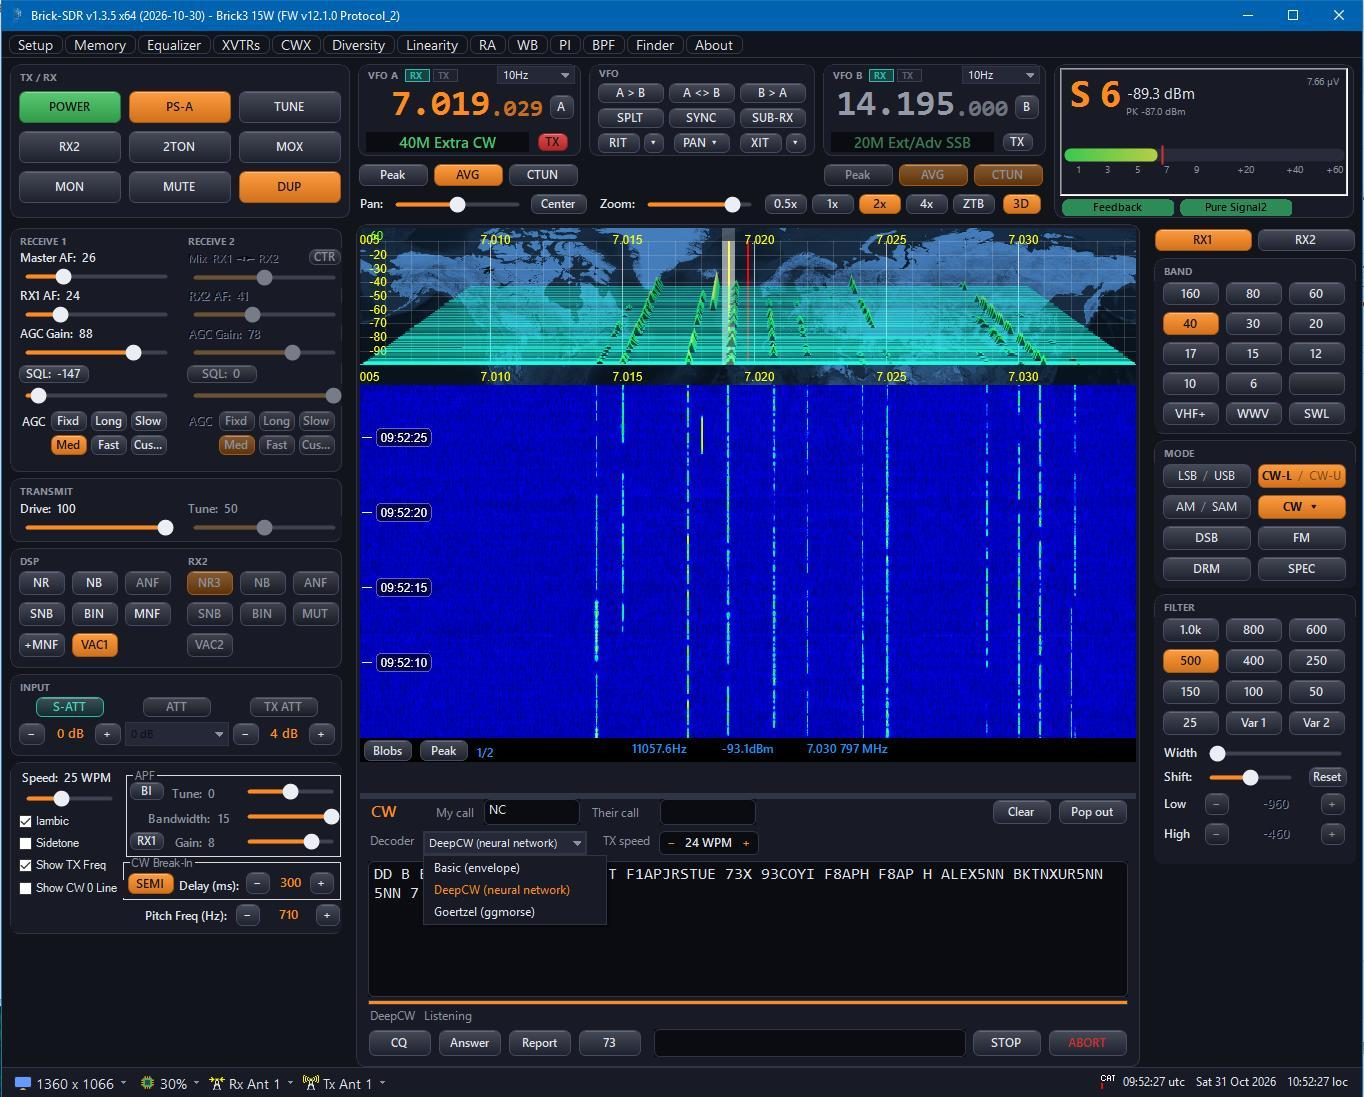 Brick-SDR v1.3.5 x64 (2026-10-30) - Brick3 15W (FW v12.1.0 Protocol_2)
Setup Memory Equalizer XVTRs CWX Diversity Linearity RA WB PI BPF Finder About
TX / RX
POWER PS-A TUNE
RX2 2TON MOX
MON MUTE DUP
VFO A RX TX 10Hz
7.019.029 A
40M Extra CW TX
VFO
A > B A <> B B > A
SPLT SYNC SUB-RX
RIT PAN XIT
VFO B RX TX 10Hz
14.195.000 B
20M Ext/Adv SSB TX
S 6 -89.3 dBm 7.66 µV
PK -87.0 dBm
1 3 5 7 9 +20 +40 +60
Feedback Pure Signal2
Peak AVG CTUN Peak AVG CTUN
Pan: Center Zoom: 0.5x 1x 2x 4x ZTB 3D
RECEIVE 1
Master AF: 26
RX1 AF: 24
AGC Gain: 88
SQL: -147
AGC Fixd Long Slow
Med Fast Cus...
RECEIVE 2
Mix RX1 RX2 CTR
RX2 AF: 41
AGC Gain: 78
SQL: 0
AGC Fixd Long Slow
Med Fast Cus...
TRANSMIT
Drive: 100 Tune: 50
DSP RX2
NR NB ANF NR3 NB ANF
SNB BIN MNF SNB BIN MUT
+MNF VAC1 VAC2
INPUT
S-ATT ATT TX ATT
− 0 dB + 0 dB − 4 dB +
Speed: 25 WPM
Iambic
Sidetone
Show TX Freq
Show CW 0 Line
APF
BI Tune: 0
Bandwidth: 15
RX1 Gain: 8
CW Break-In
SEMI Delay (ms): − 300 +
Pitch Freq (Hz): − 710 +
005 7.010 7.015 7.020 7.025 7.030
-20
-30
-40
-50
-60
-70
-80
-90
005 7.010 7.015 7.020 7.025 7.030
09:52:25
09:52:20
09:52:15
09:52:10
Blobs Peak 1/2 11057.6Hz -93.1dBm 7.030 797 MHz
CW My call NC Their call Clear Pop out
Decoder DeepCW (neural network) TX speed − 24 WPM +
Basic (envelope)
DeepCW (neural network)
Goertzel (ggmorse)
DD B T F1APJRSTUE 73X 93COYI F8APH F8AP H ALEX5NN BKTNXUR5NN
5NN 7
DeepCW Listening
CQ Answer Report 73 STOP ABORT
RX1 RX2
BAND
160 80 60
40 30 20
17 15 12
10 6
VHF+ WWV SWL
MODE
LSB / USB CW-L / CW-U
AM / SAM CW
DSB FM
DRM SPEC
FILTER
1.0k 800 600
500 400 250
150 100 50
25 Var 1 Var 2
Width
Shift: Reset
Low − -960 +
High − -460 +
1360 x 1066 30% Rx Ant 1 Tx Ant 1 CAT 09:52:27 utc Sat 31 Oct 2026 10:52:27 loc